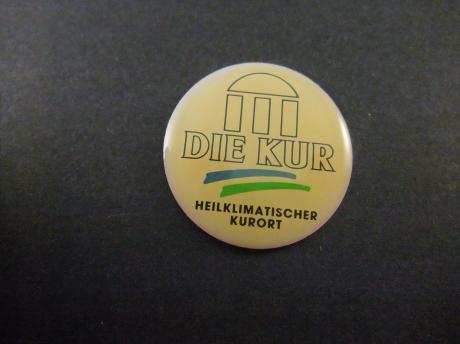 DIE KUR
HEILKLIMATISCHER
KURORT